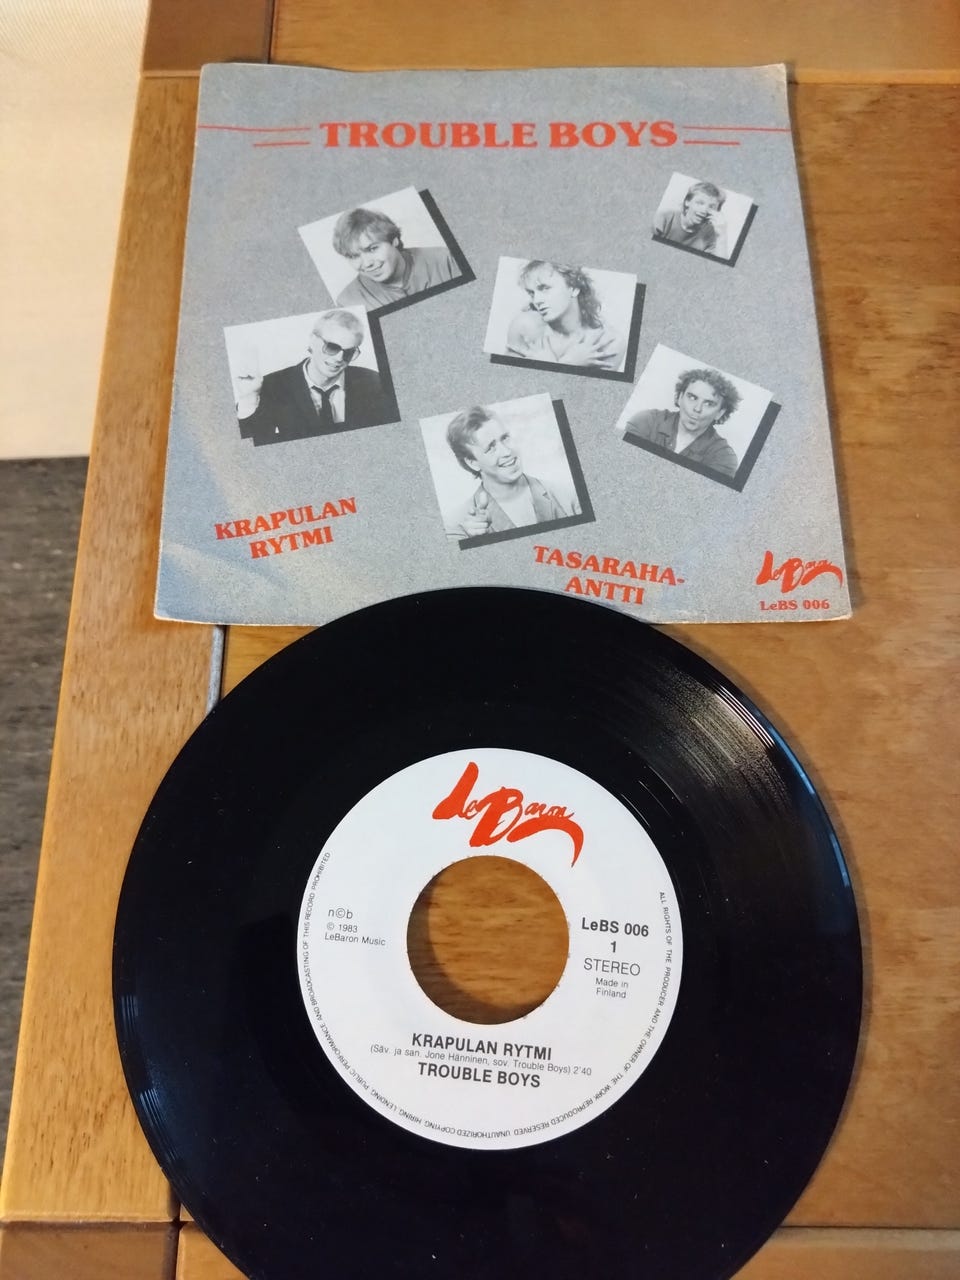 TROUBLE BOYS
KRAPULAN
RYTMI
TASARAHA-
ANTTI
LeBaron
LeBS 006
LeBaron
n©b
© 1983
LeBaron Music
LeBS 006
1
STEREO
Made in
Finland
KRAPULAN RYTMI
(Säv. ja san. Jone Hänninen, sov. Trouble Boys) 2'40
TROUBLE BOYS
ALL RIGHTS OF THE PRODUCER AND THE OWNER OF THE WORK REPRODUCED RESERVED UNAUTHORIZED COPYING HIRING LENDING PUBLIC PERFORMANCE AND BROADCASTING OF THIS RECORD PROHIBITED